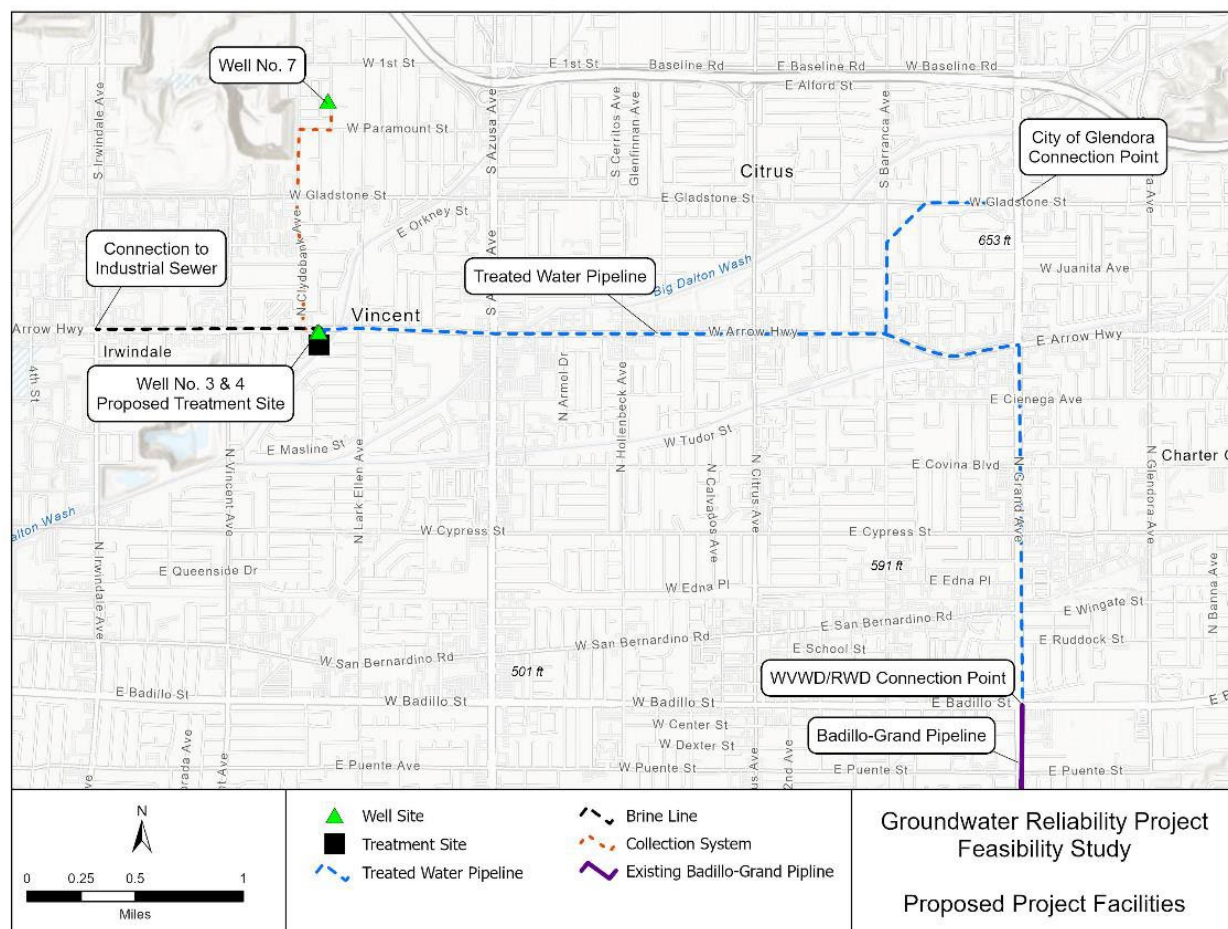 Well No. 7
W 1st St
E 1st St
Baseline Rd
E Baseline Rd
W Baseline Rd
E Alford St
S Irwindale Ave
W Paramount St
S Azusa Ave
S Cerritos Ave
Glenfinnan Ave
S Barranca Ave
City of Glendora
Connection Point
Citrus
W Gladstone St
E Gladstone St
W Gladstone St
N Clydebank Ave
E Orkney St
653 ft
Connection to
Industrial Sewer
Treated Water Pipeline
Big Dalton Wash
W Juanita Ave
Arrow Hwy
Vincent
W Arrow Hwy
E Arrow Hwy
Irwindale
4th St
Well No. 3 & 4
Proposed Treatment Site
N Armel Dr
N Hollenbeck Ave
E Cienega Ave
E Masline St
W Tudor St
E Covina Blvd
N Grand Ave
Charter
N Vincent Ave
N Lark Ellen Ave
N Calvados Ave
N Citrus Ave
N Glendora Ave
W Cypress St
E Cypress St
N Irwindale Ave
E Queenside Dr
591 ft
W Edna Pl
E Edna Pl
E Wingate St
N Banna Ave
W San Bernardino Rd
W San Bernardino Rd
E San Bernardino Rd
E Ruddock St
E School St
501 ft
WVWD/RWD Connection Point
E Badillo St
W Badillo St
E Badillo St
W Center St
Badillo-Grand Pipeline
W Dexter St
E Puente Ave
W Puente St
E Puente St
2nd Ave
N
0 0.25 0.5 1
Miles
Well Site
Treatment Site
Treated Water Pipeline
Brine Line
Collection System
Existing Badillo-Grand Pipline
Groundwater Reliability Project
Feasibility Study
Proposed Project Facilities